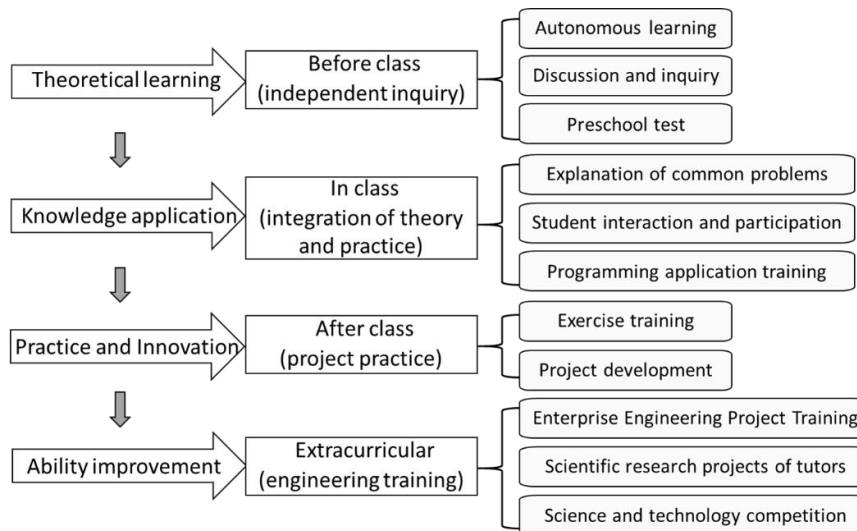 Theoretical learning
Before class
(independent inquiry)
Autonomous learning
Discussion and inquiry
Preschool test
Knowledge application
In class
(integration of theory
and practice)
Explanation of common problems
Student interaction and participation
Programming application training
Practice and Innovation
After class
(project practice)
Exercise training
Project development
Ability improvement
Extracurricular
(engineering training)
Enterprise Engineering Project Training
Scientific research projects of tutors
Science and technology competition